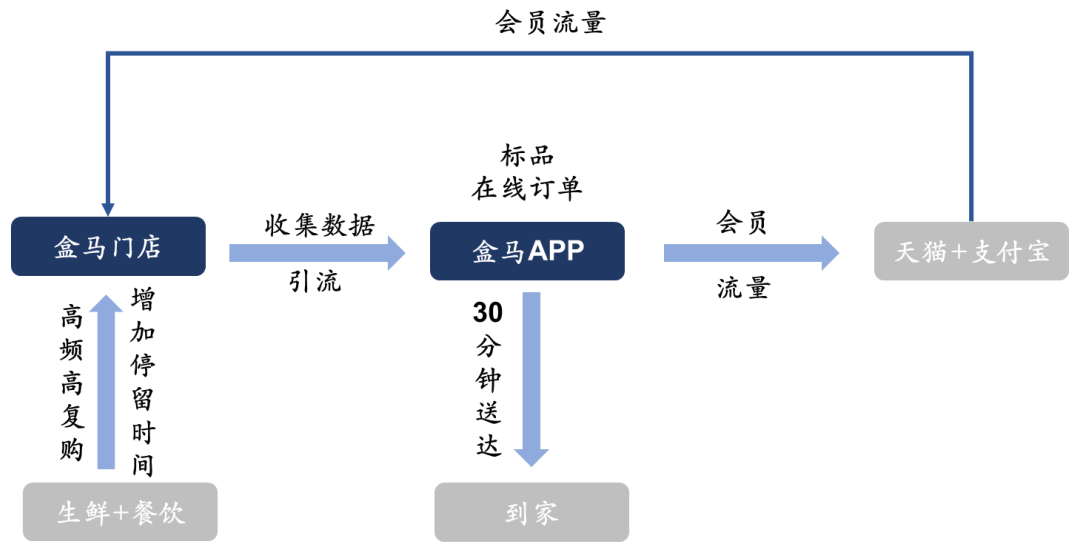 会员流量
标品
在线订单
盒马门店
收集数据
引流
盒马APP
会员
流量
天猫+支付宝
高频高复购
增加停留时间
30分钟送达
生鲜+餐饮
到家